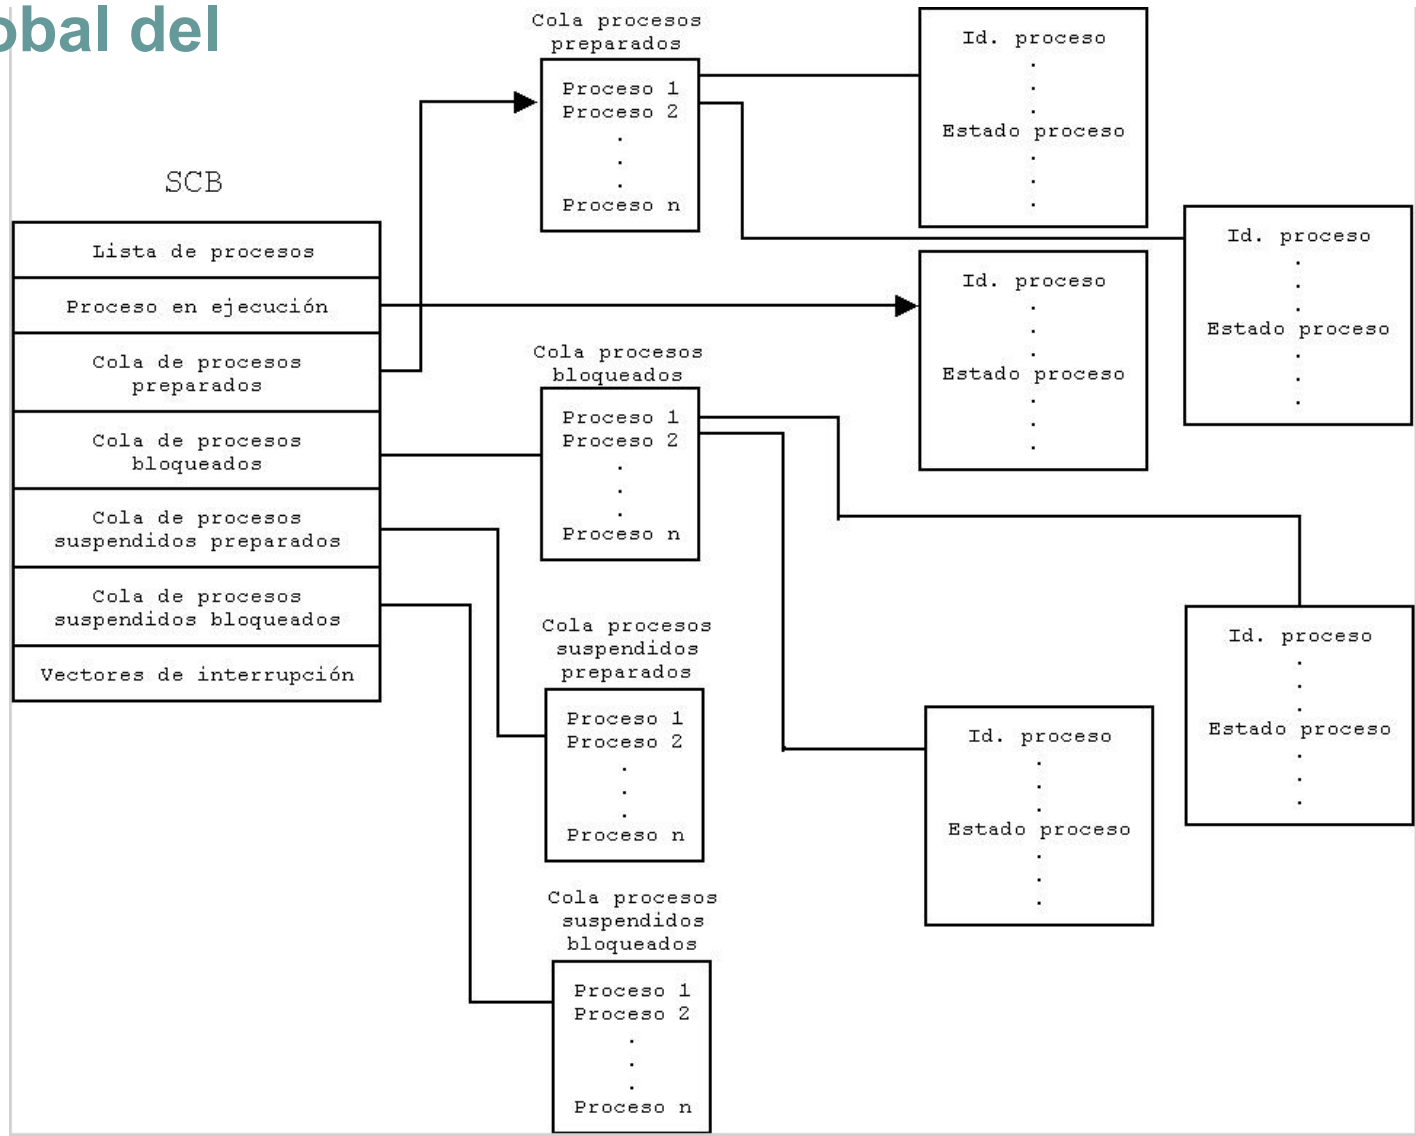 obal del
SCB
Lista de procesos
Proceso en ejecución
Cola de procesos
preparados
Cola de procesos
bloqueados
Cola de procesos
suspendidos preparados
Cola de procesos
suspendidos bloqueados
Vectores de interrupción
Cola procesos
preparados
Proceso 1
Proceso 2
.
.
.
Proceso n
Cola procesos
bloqueados
Proceso 1
Proceso 2
.
.
.
Proceso n
Cola procesos
suspendidos
preparados
Proceso 1
Proceso 2
.
.
.
Proceso n
Cola procesos
suspendidos
bloqueados
Proceso 1
Proceso 2
.
.
.
Proceso n
Id. proceso
.
.
.
Estado proceso
.
.
.
Id. proceso
.
.
.
Estado proceso
.
.
.
Id. proceso
.
.
.
Estado proceso
.
.
.
Id. proceso
.
.
.
Estado proceso
.
.
.
Id. proceso
.
.
.
Estado proceso
.
.
.